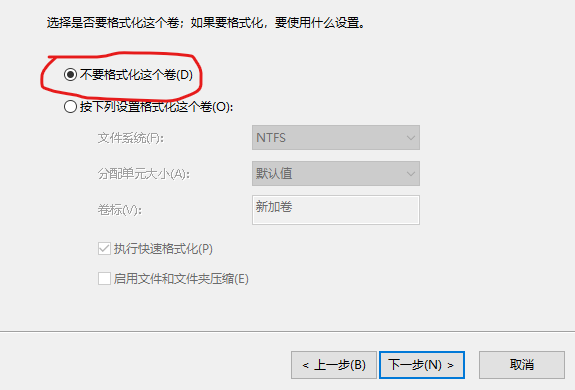 选择是否要格式化这个卷；如果要格式化，要使用什么设置。
不要格式化这个卷(D)
按下列设置格式化这个卷(O):
文件系统(F): NTFS
分配单元大小(A): 默认值
卷标(V): 新加卷
执行快速格式化(P)
启用文件和文件夹压缩(E)
< 上一步(B) 下一步(N) > 取消